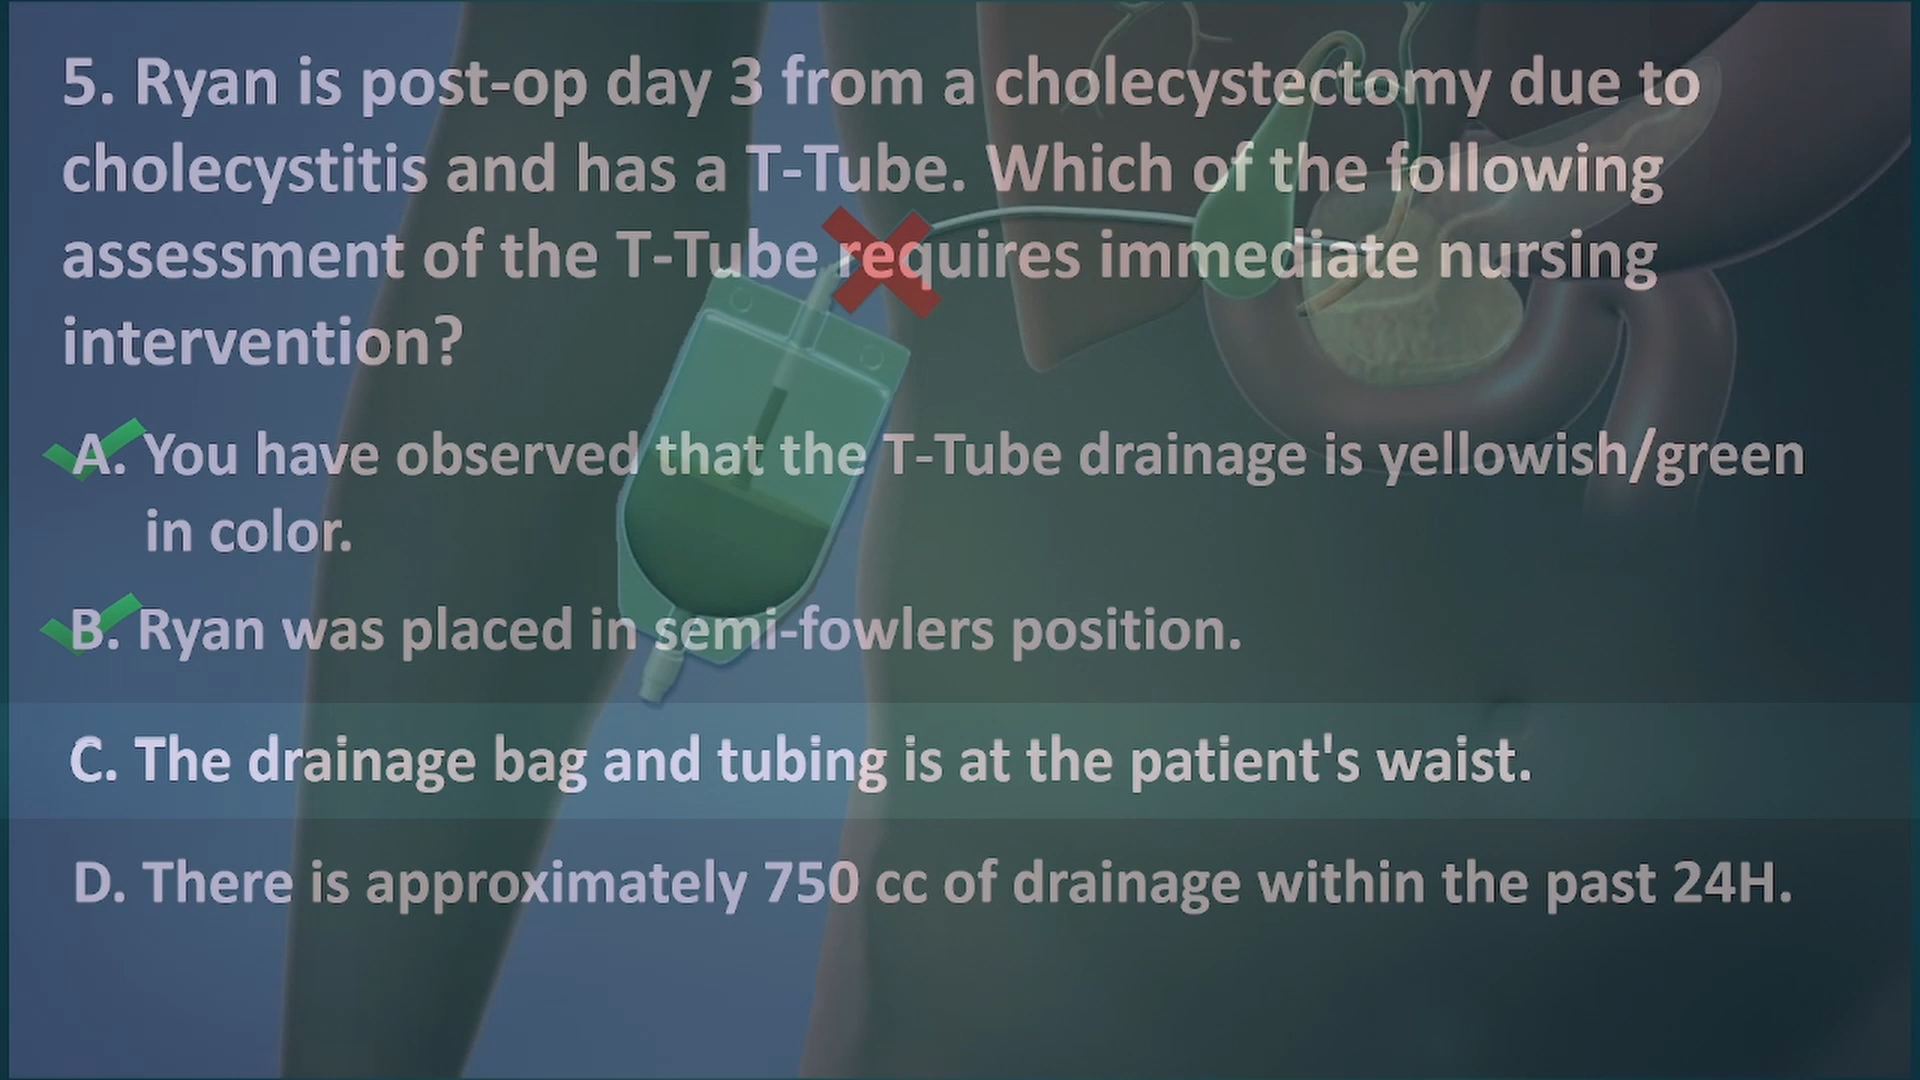 5. Ryan is post-op day 3 from a cholecystectomy due to
cholecystitis and has a T-Tube. Which of the following
assessment of the T-Tube requires immediate nursing
intervention?
A. You have observed that the T-Tube drainage is yellowish/green
in color.
B. Ryan was placed in semi-fowlers position.
C. The drainage bag and tubing is at the patient's waist.
D. There is approximately 750 cc of drainage within the past 24H.